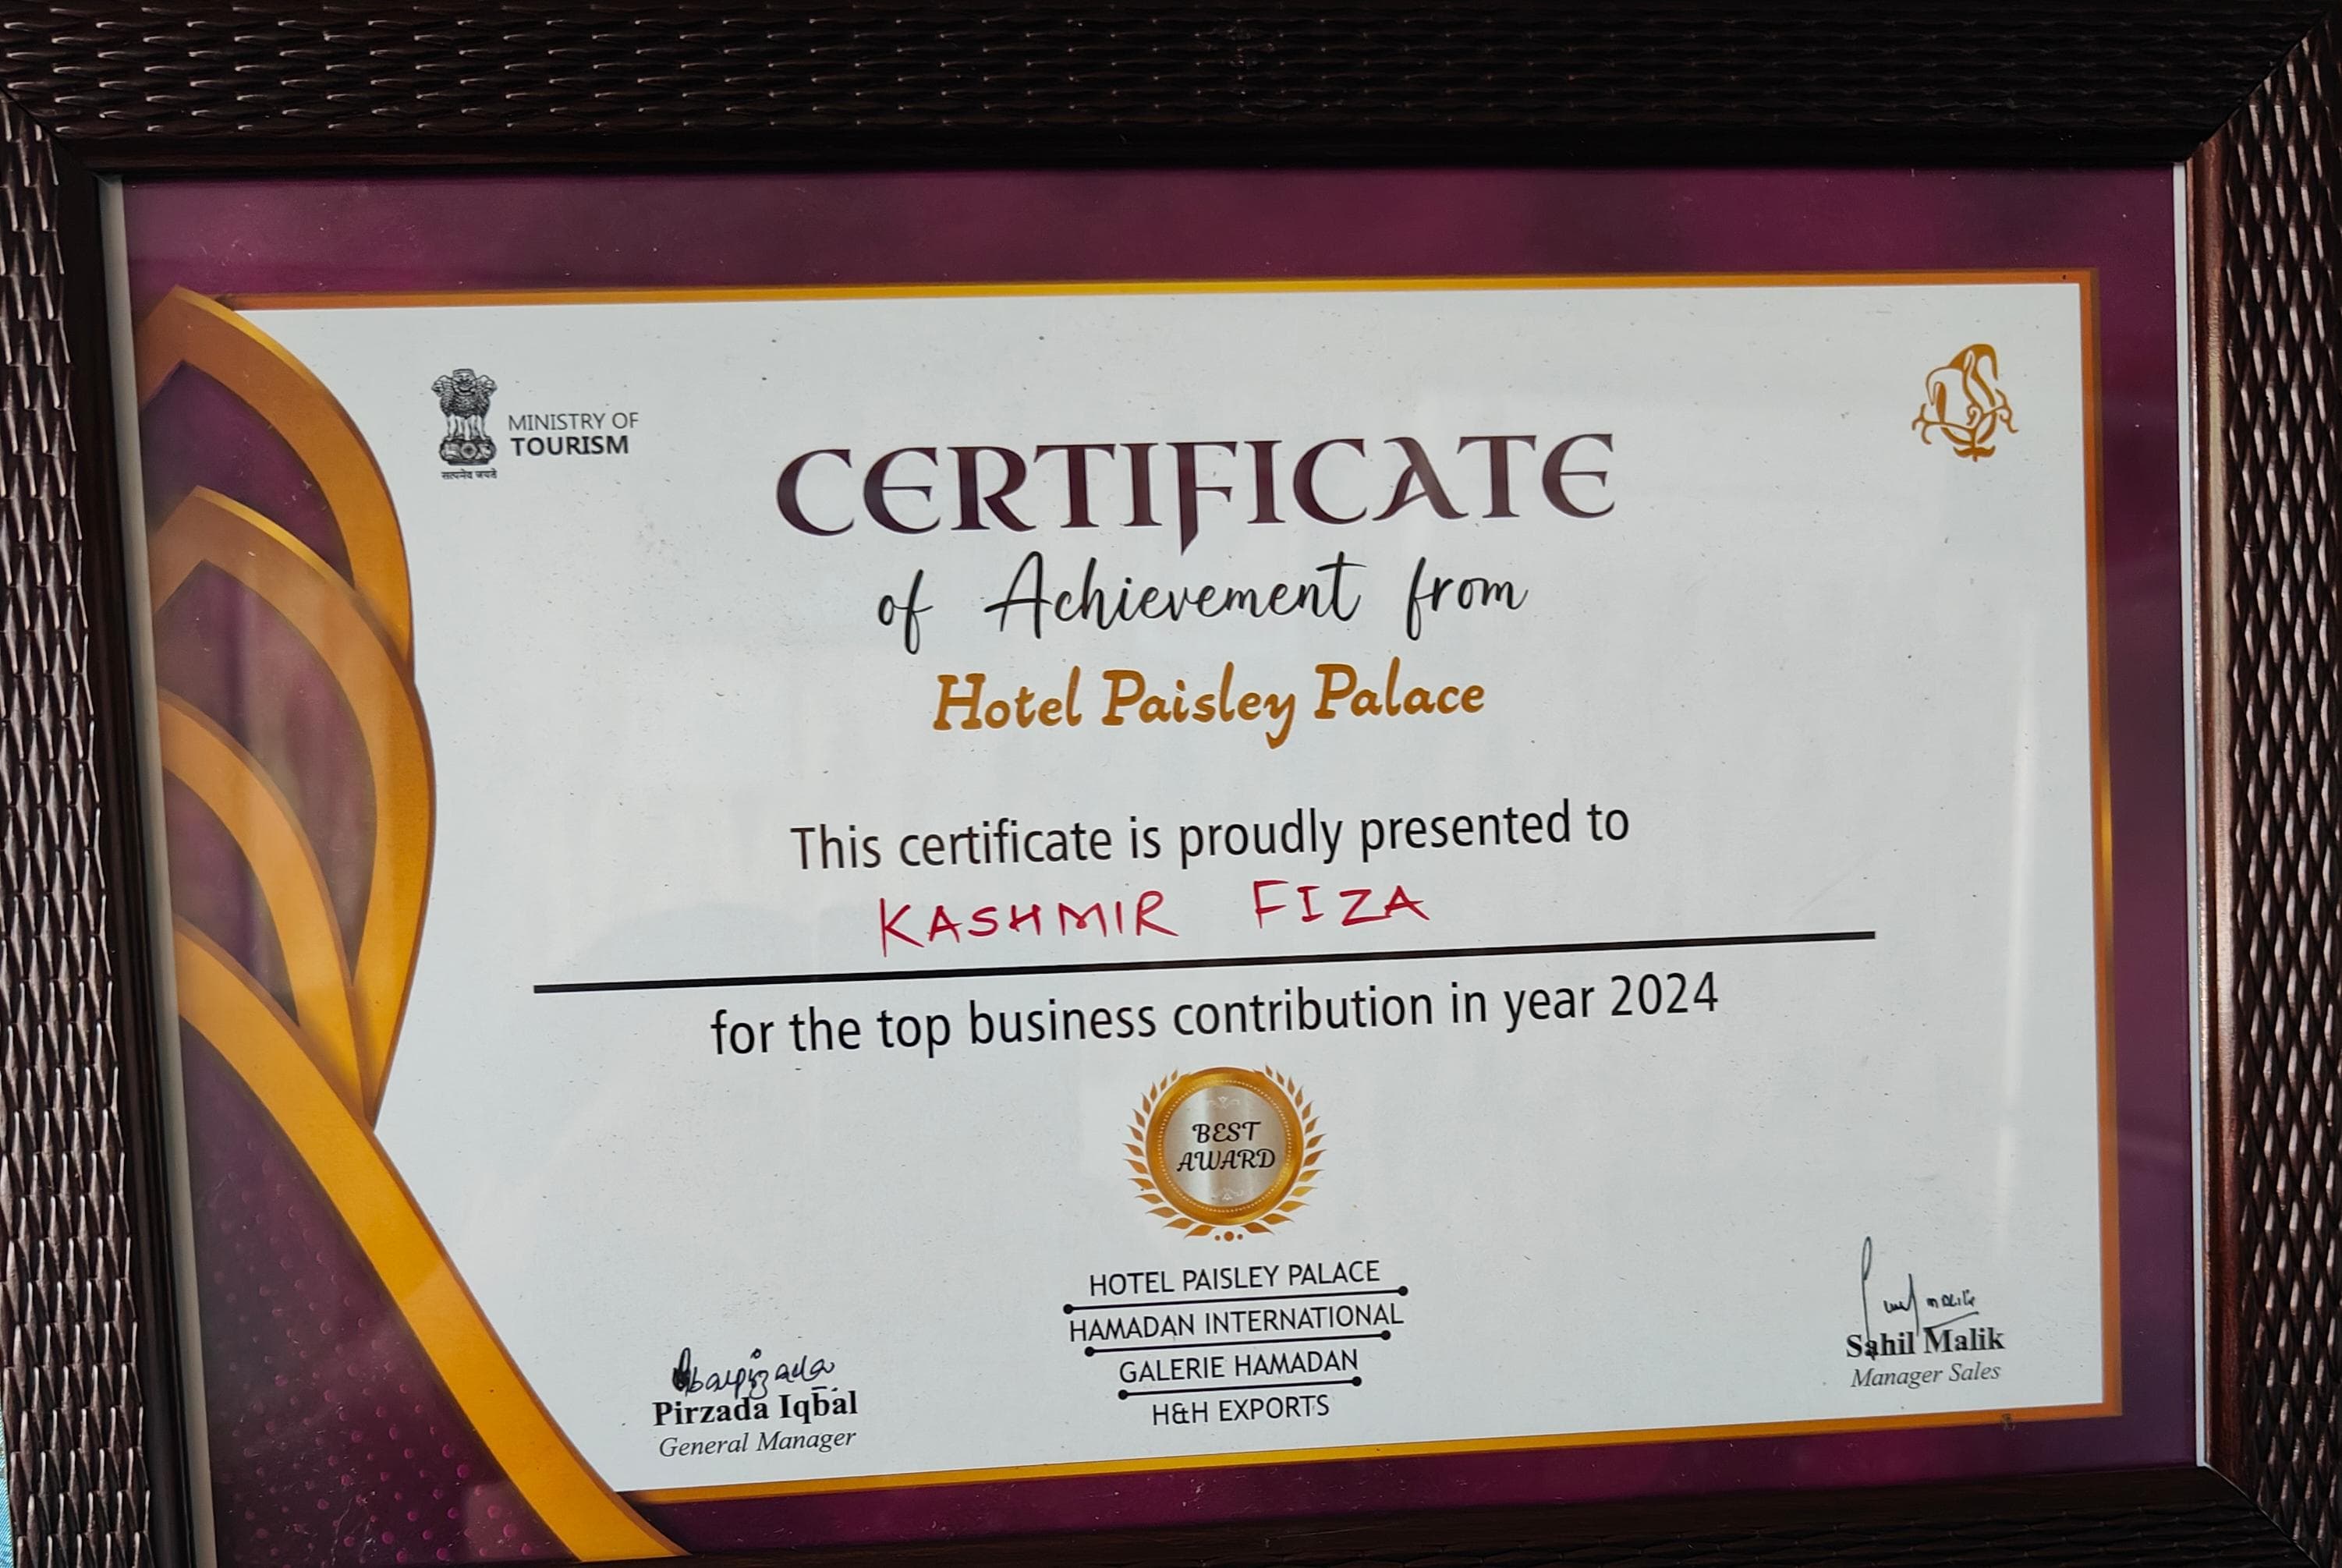 MINISTRY OF
TOURISM
सत्यमेव जयते
CERTIFICATE
of Achievement from
Hotel Paisley Palace
This certificate is proudly presented to
KASHMIR FIZA
for the top business contribution in year 2024
BEST
AWARD
HOTEL PAISLEY PALACE
HAMADAN INTERNATIONAL
GALERIE HAMADAN
H&H EXPORTS
Pirzada Iqbal
General Manager
Sahil Malik
Manager Sales